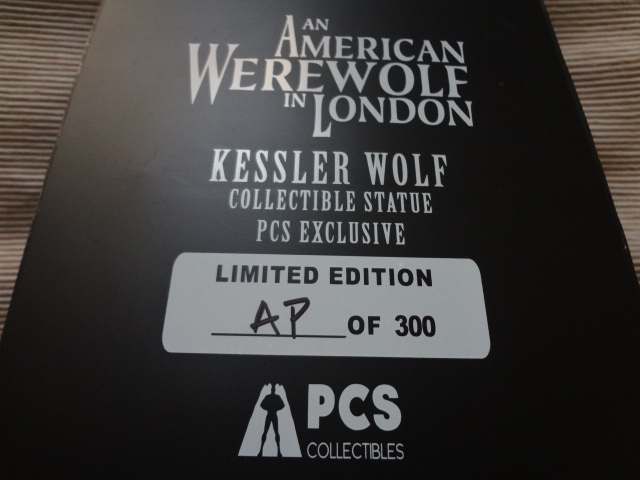 AN
AMERICAN
WEREWOLF
IN LONDON
KESSLER WOLF
COLLECTIBLE STATUE
PCS EXCLUSIVE
LIMITED EDITION
AP OF 300
PCS
COLLECTIBLES